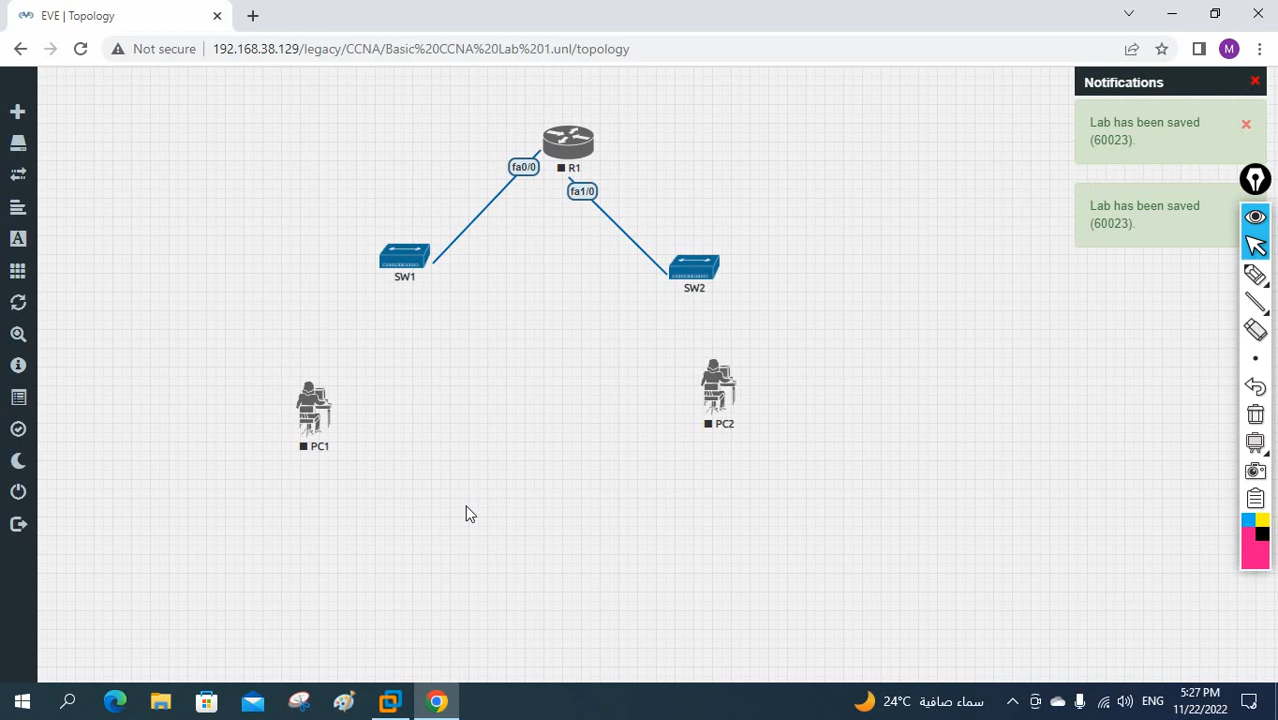 EVE | Topology
Not secure
192.168.38.129/legacy/CCNA/Basic%20CCNA%20Lab%201.unl/topology
M
Notifications
Lab has been saved
(60023).
Lab has been saved
(60023).
fa0/0
R1
fa1/0
SW1
SW2
PC1
PC2
A
24°C سماء صافية
ENG
5:27 PM
11/22/2022